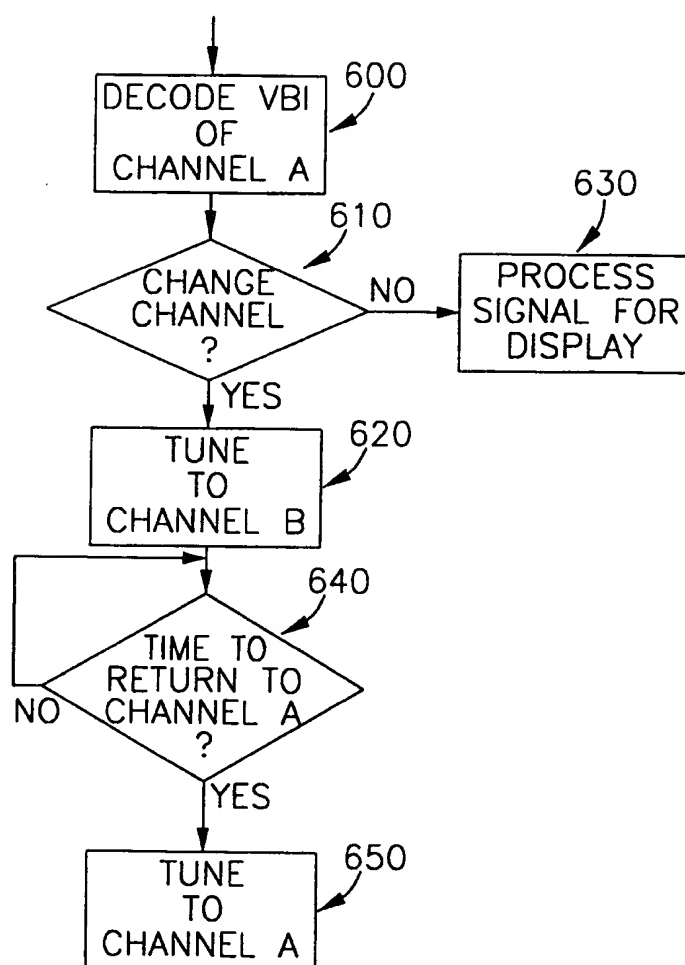 600
DECODE VBI
OF
CHANNEL A
610
CHANGE
CHANNEL
?
NO
630
PROCESS
SIGNAL FOR
DISPLAY
YES
620
TUNE
TO
CHANNEL B
640
TIME TO
RETURN TO
CHANNEL A
?
NO
YES
650
TUNE
TO
CHANNEL A